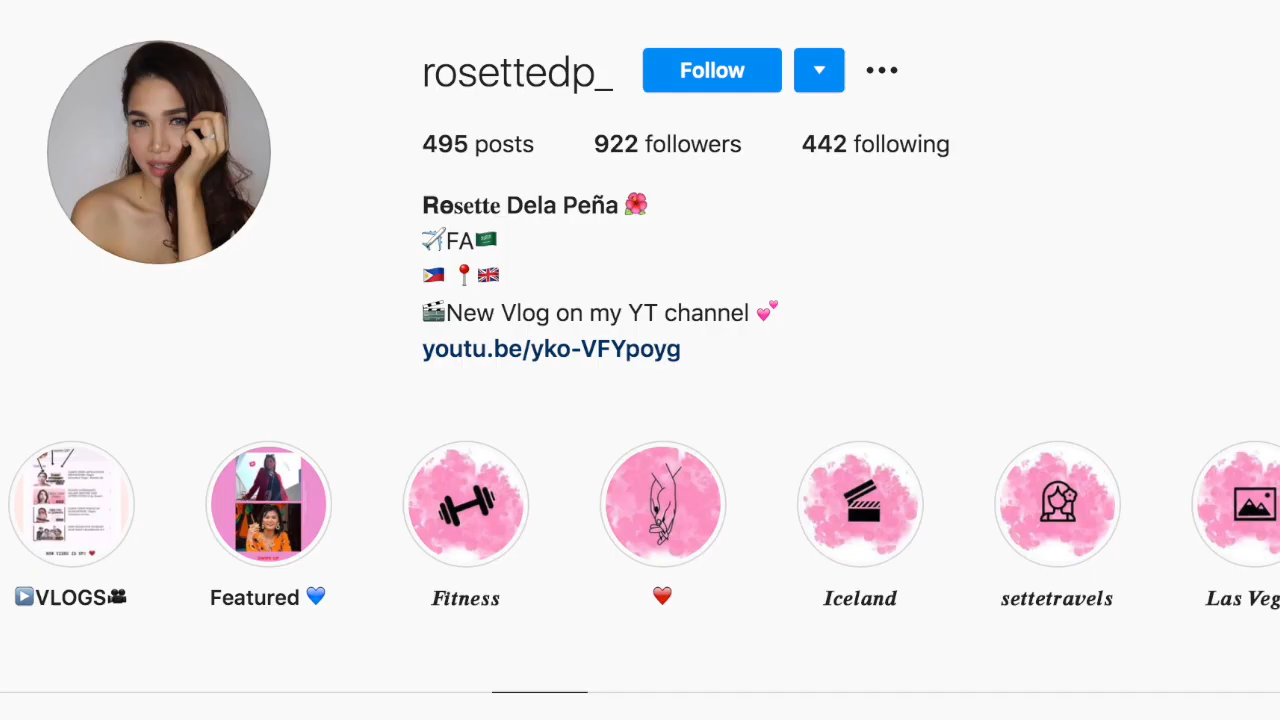 rosettedp_ Follow
495 posts 922 followers 442 following
Rosette Dela Peña 🌺
✈️FA🇸🇦
🇵🇭 📍🇬🇧
🎬New Vlog on my YT channel 💕
youtu.be/yko-VFYpoyg
▶️VLOGS🎥 Featured 💙 Fitness ❤️ Iceland settetravels Las Veg